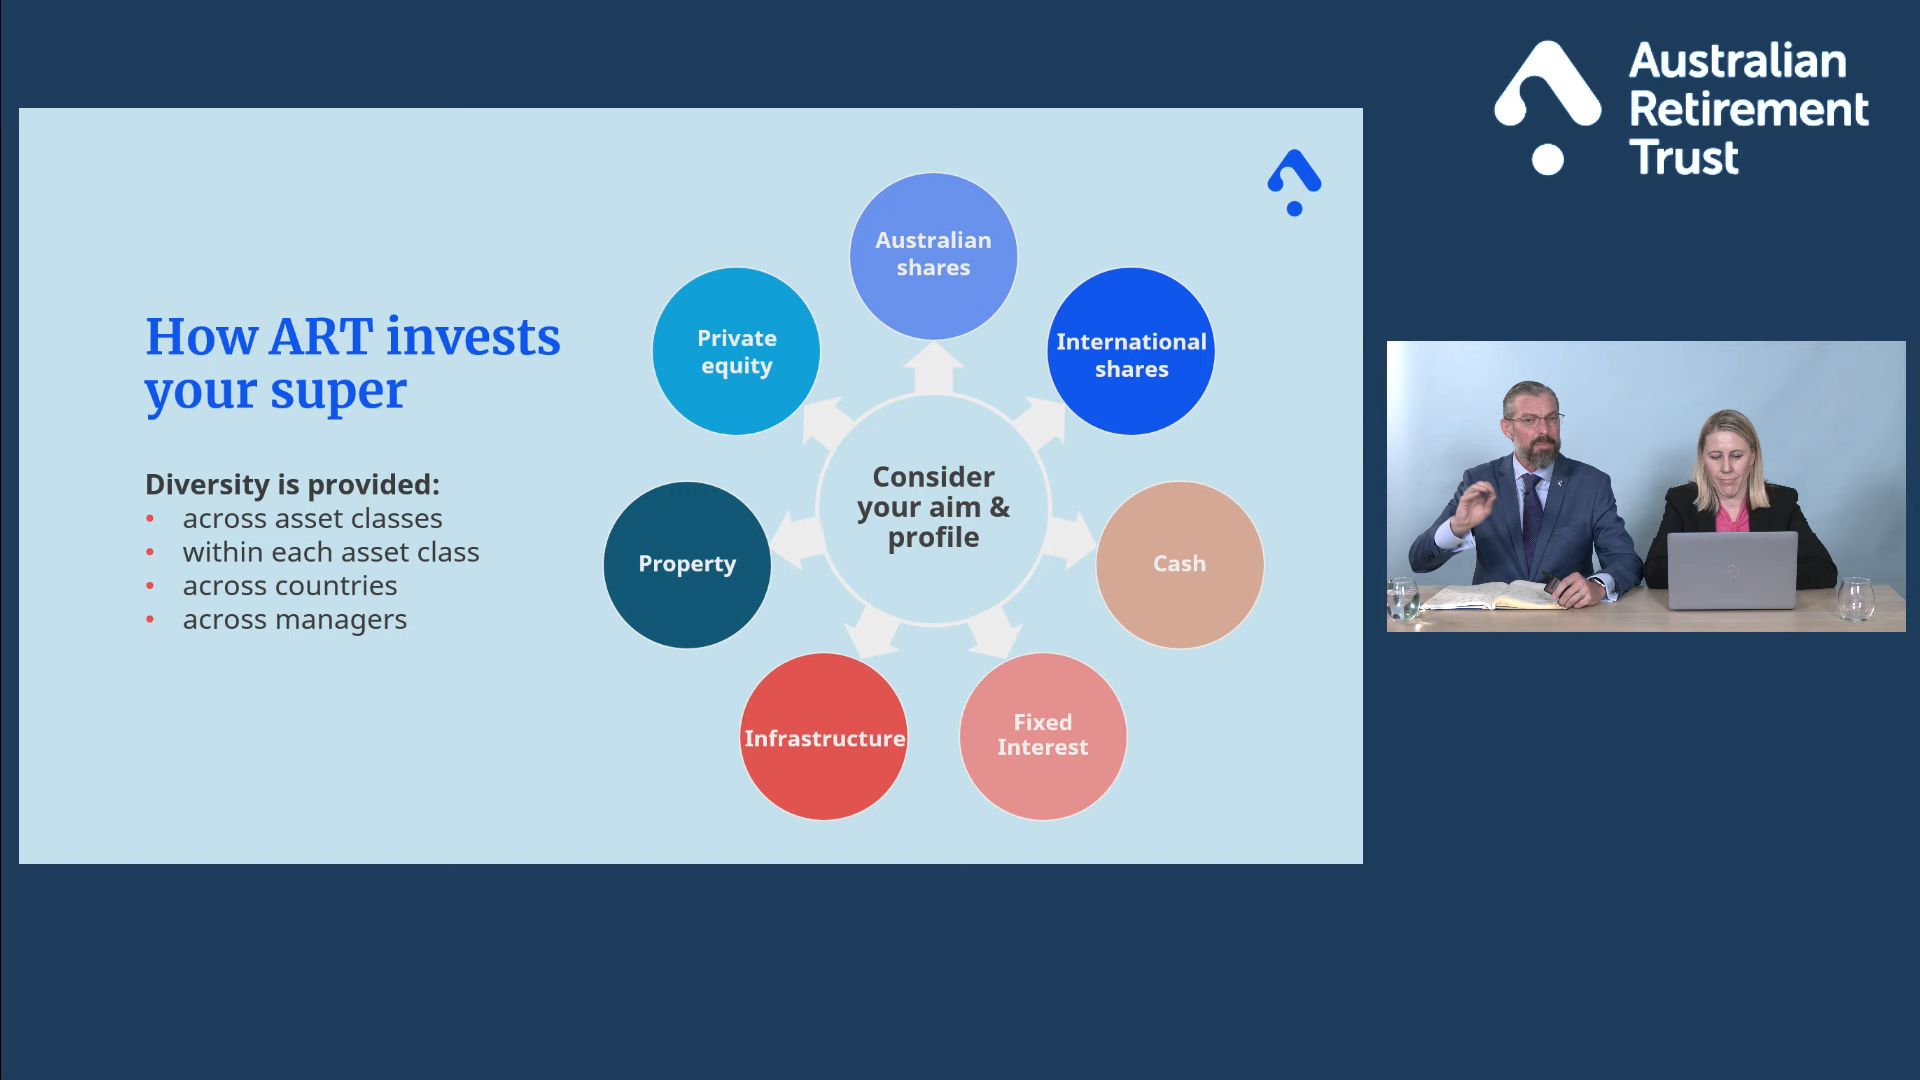 Australian
Retirement
Trust
How ART invests
your super
Diversity is provided:
• across asset classes
• within each asset class
• across countries
• across managers
Australian
shares
International
shares
Cash
Fixed
Interest
Infrastructure
Property
Private
equity
Consider
your aim &
profile